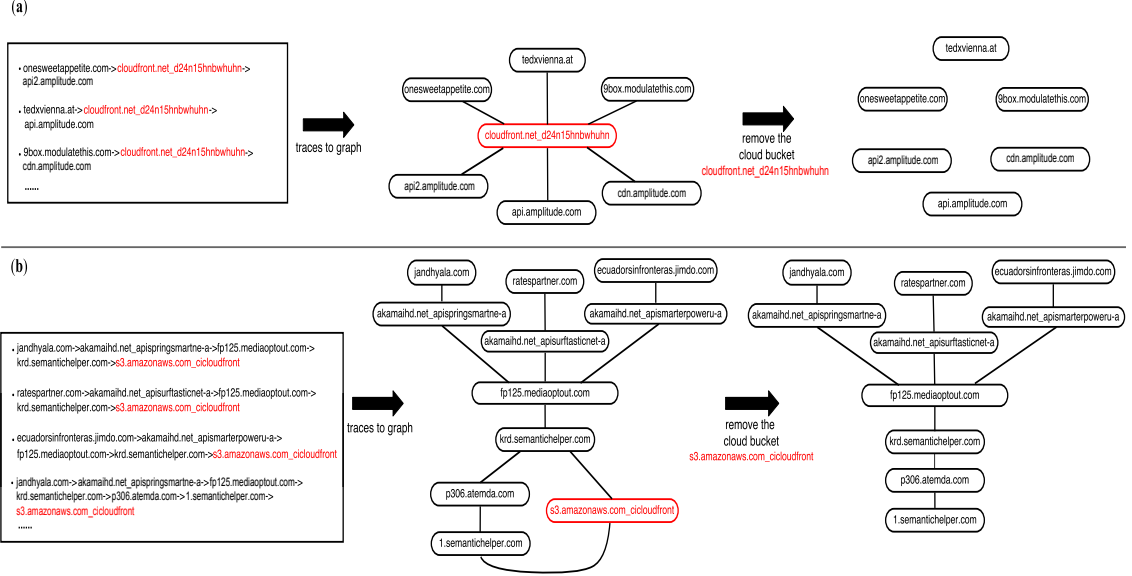 (a)
• onesweetappetite.com->cloudfront.net_d24n15hnbwhuhn->
api2.amplitude.com
• tedxvienna.at->cloudfront.net_d24n15hnbwhuhn->
api.amplitude.com
• 9box.modulatethis.com->cloudfront.net_d24n15hnbwhuhn->
cdn.amplitude.com
......
traces to graph
tedxvienna.at
onesweetappetite.com
9box.modulatethis.com
cloudfront.net_d24n15hnbwhuhn
api2.amplitude.com
cdn.amplitude.com
api.amplitude.com
remove the
cloud bucket
cloudfront.net_d24n15hnbwhuhn
tedxvienna.at
onesweetappetite.com
9box.modulatethis.com
api2.amplitude.com
cdn.amplitude.com
api.amplitude.com
(b)
• jandhyala.com->akamaihd.net_apispringsmartne-a->fp125.mediaoptout.com->
krd.semantichelper.com->s3.amazonaws.com_cicloudfront
• ratespartner.com->akamaihd.net_apisurftasticnet-a->fp125.mediaoptout.com->
krd.semantichelper.com->s3.amazonaws.com_cicloudfront
• ecuadorsinfronteras.jimdo.com->akamaihd.net_apismarterpoweru-a->
fp125.mediaoptout.com->krd.semantichelper.com->s3.amazonaws.com_cicloudfront
• jandhyala.com->akamaihd.net_apispringsmartne-a->fp125.mediaoptout.com->
krd.semantichelper.com->p306.atemda.com->1.semantichelper.com->
s3.amazonaws.com_cicloudfront
......
traces to graph
jandhyala.com
ratespartner.com
ecuadorsinfronteras.jimdo.com
akamaihd.net_apispringsmartne-a
akamaihd.net_apismarterpoweru-a
akamaihd.net_apisurftasticnet-a
fp125.mediaoptout.com
krd.semantichelper.com
p306.atemda.com
s3.amazonaws.com_cicloudfront
1.semantichelper.com
remove the
cloud bucket
s3.amazonaws.com_cicloudfront
jandhyala.com
ratespartner.com
ecuadorsinfronteras.jimdo.com
akamaihd.net_apispringsmartne-a
akamaihd.net_apismarterpoweru-a
akamaihd.net_apisurftasticnet-a
fp125.mediaoptout.com
krd.semantichelper.com
p306.atemda.com
1.semantichelper.com